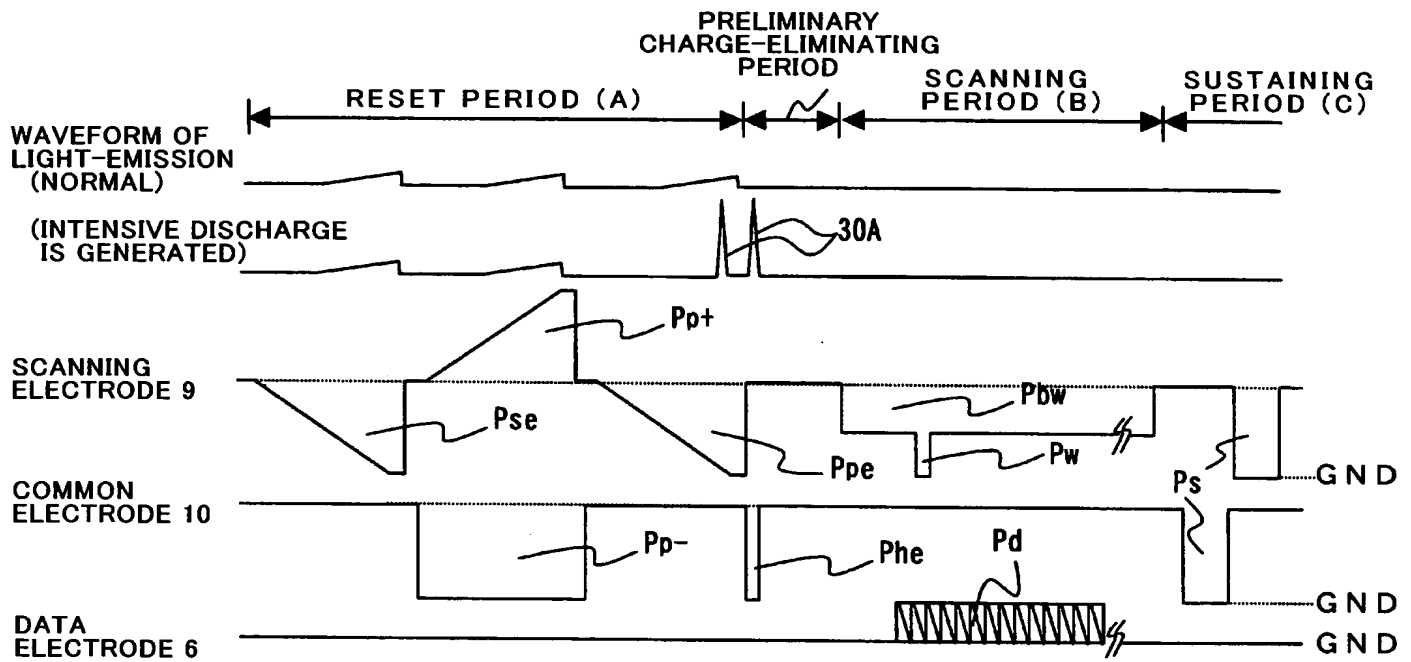 PRELIMINARY
CHARGE-ELIMINATING
PERIOD
RESET PERIOD (A)
SCANNING
PERIOD (B)
SUSTAINING
PERIOD (C)
WAVEFORM OF
LIGHT-EMISSION
(NORMAL)
(INTENSIVE DISCHARGE
IS GENERATED)
30A
Pp+
SCANNING
ELECTRODE 9
Pse
Ppe
Pbw
Pw
Ps
GND
COMMON
ELECTRODE 10
Pp-
Phe
Pd
GND
DATA
ELECTRODE 6
GND